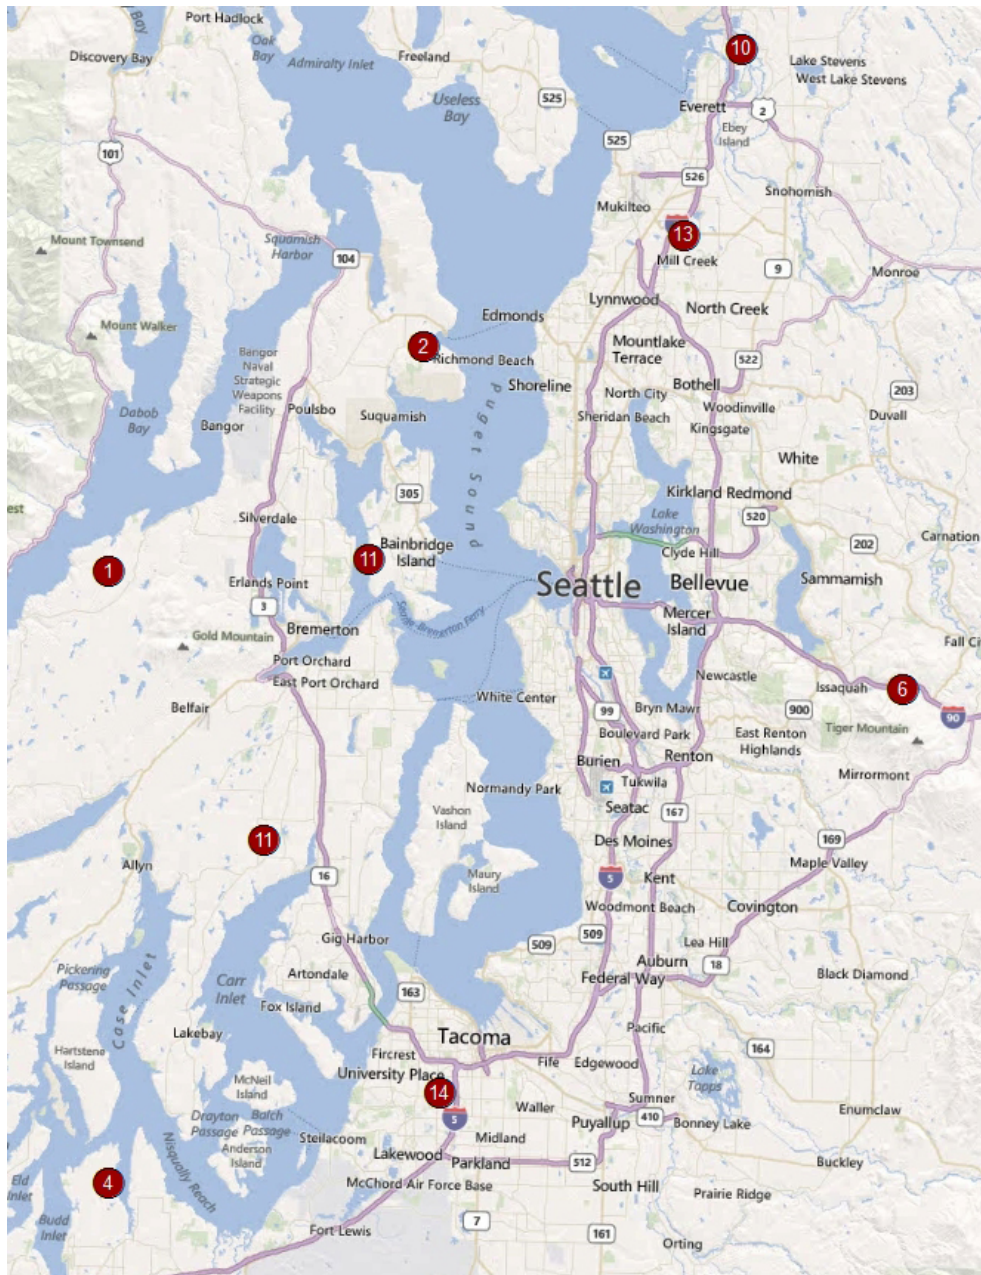 Bay
Port Hadlock
Oak
Bay
Discovery Bay
Admiralty Inlet
Freeland
10
Lake Stevens
West Lake Stevens
Useless
Bay
525
Everett
2
Ebey
Island
101
525
526
Snohomish
Mukilteo
Mount Townsend
Squamish
Harbor
104
13
Mill Creek
9
Monroe
Lynnwood
North Creek
Mount Walker
Edmonds
2
Richmond Beach
Mountlake
Terrace
522
Bangor
Naval
Strategic
Weapons
Facility
Shoreline
North City
Bothell
203
Dabob
Bay
Poulsbo
Suquamish
Sheridan Beach
Woodinville
Duvall
Bangor
Kingsgate
Puget Sound
White
305
Kirkland
Redmond
est
Silverdale
Lake
Washington
520
Carnation
11
Bainbridge
Island
Clyde Hill
202
1
Erlands Point
Seattle
Bellevue
Sammamish
3
Seattle-Bremerton Ferry
Mercer
Island
Bremerton
Gold Mountain
Fall Ci
Port Orchard
East Port Orchard
Newcastle
Issaquah
6
Belfair
White Center
99
Bryn Mawr
900
90
Boulevard Park
East Renton
Highlands
Tiger Mountain
Burien
Renton
Tukwila
Mirrormont
Normandy Park
Vashon
Island
Seatac
167
11
Des Moines
169
Allyn
Maury
Island
16
5
Kent
Maple Valley
Woodmont Beach
Covington
Gig Harbor
509
509
Lea Hill
Auburn
18
Pickering
Passage
Case Inlet
Carr
Inlet
Artondale
Federal Way
Black Diamond
163
Fox Island
Lakebay
Tacoma
Pacific
Hartstene
Island
Fircrest
Fife
Edgewood
164
University Place
McNeil
Island
14
Lake
Tapps
Waller
Sumner
Enumclaw
Drayton
Passage
Balch
Passage
5
Puyallup
410
Bonney Lake
Steilacoom
Midland
Anderson
Island
Nisqually Reach
Lakewood
Parkland
512
Buckley
4
Eld
Inlet
McChord Air Force Base
South Hill
Prairie Ridge
Budd
Inlet
Fort Lewis
7
161
Orting